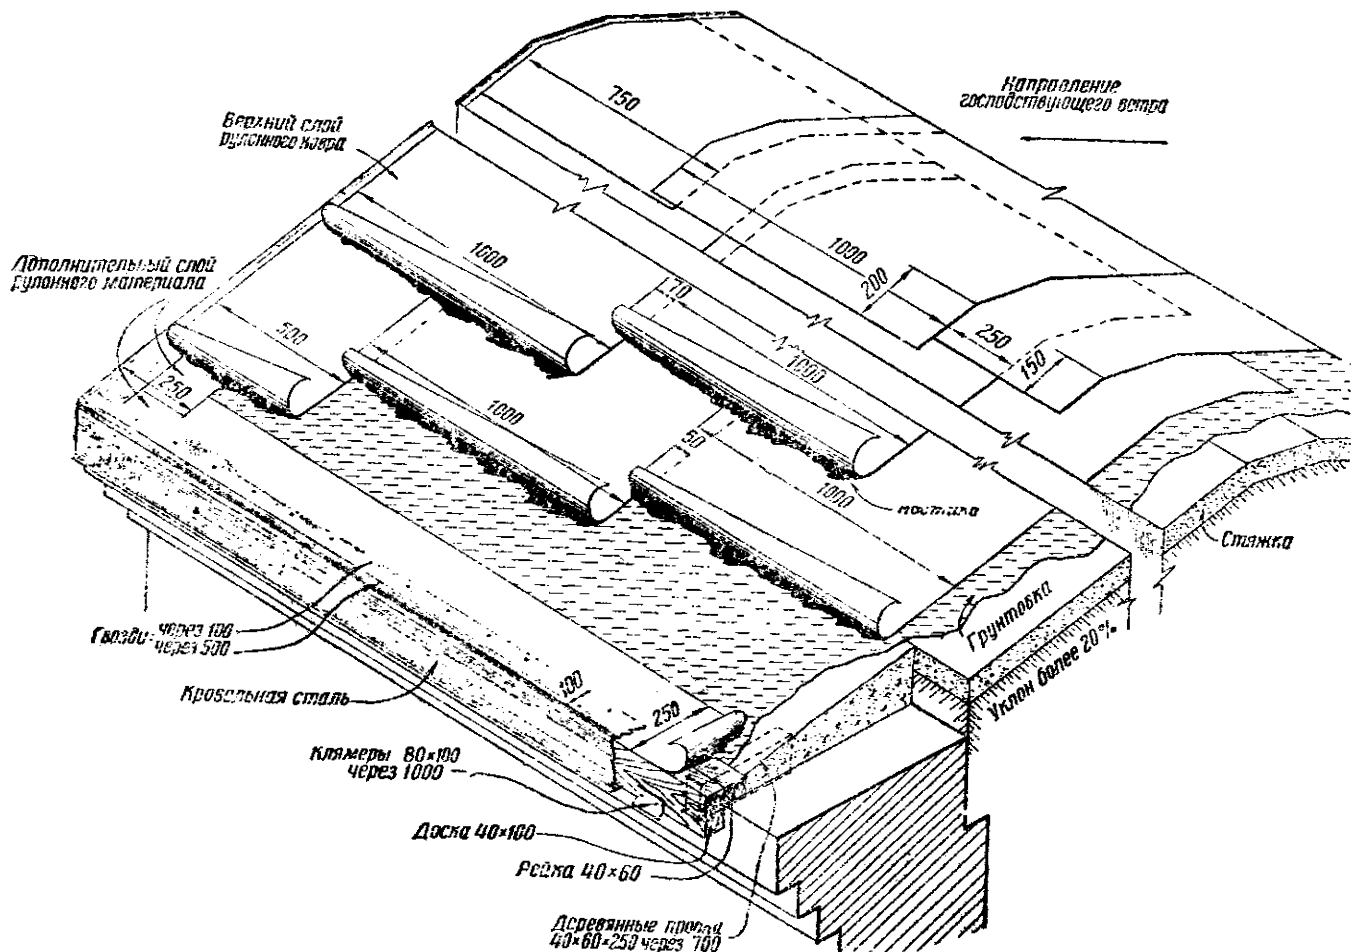 Направление
господствующего ветра
750
Верхний слой
рулонного ковра
Дополнительный слой
рулонного материала
1000
1000
200
250
150
70
1000
500
250
1000
50
1000
мастика
Стяжка
Грунтовка
Уклон более 20%
Гвозди: через 100
через 500
Кровельная сталь
100
250
Клямеры 80×100
через 1000
Доска 40×100
Рейка 40×60
Деревянные пробки
40×60×250 через 700